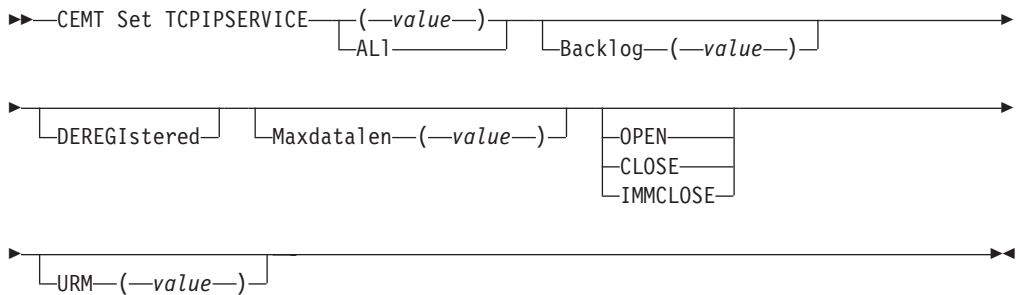 CEMT Set TCPIPSERVICE ( value )
ALl Backlog ( value )
DEREGIstered Maxdatalen ( value ) OPEN
CLOSE
IMMCLOSE
URM ( value )